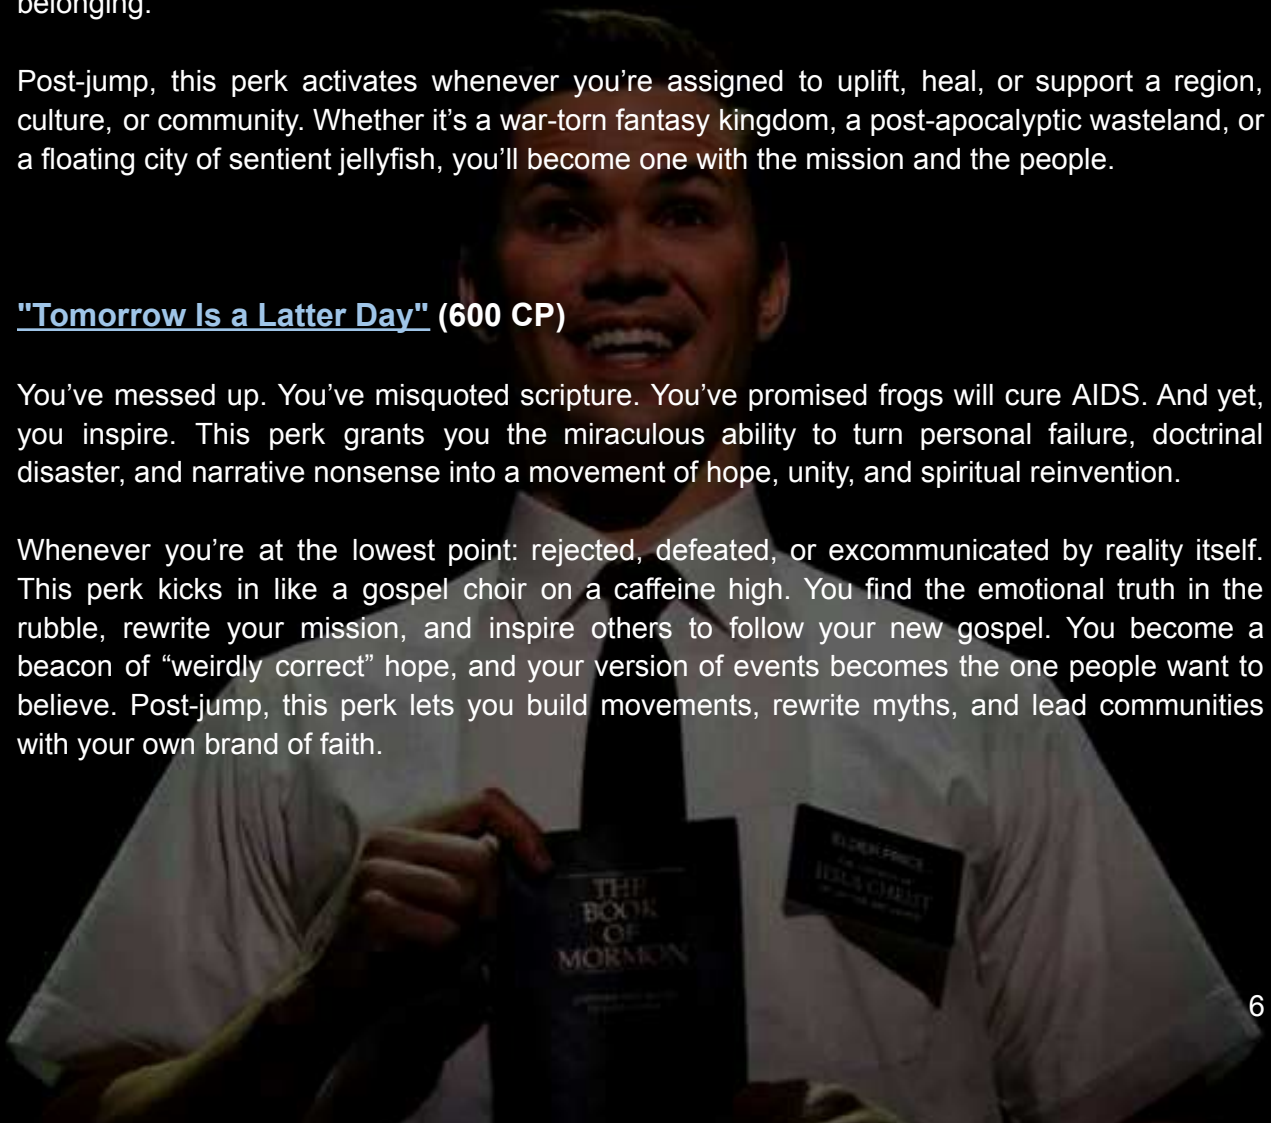 belonging.
Post-jump, this perk activates whenever you’re assigned to uplift, heal, or support a region,
culture, or community. Whether it’s a war-torn fantasy kingdom, a post-apocalyptic wasteland, or
a floating city of sentient jellyfish, you’ll become one with the mission and the people.
"Tomorrow Is a Latter Day" (600 CP)
You’ve messed up. You’ve misquoted scripture. You’ve promised frogs will cure AIDS. And yet,
you inspire. This perk grants you the miraculous ability to turn personal failure, doctrinal
disaster, and narrative nonsense into a movement of hope, unity, and spiritual reinvention.
Whenever you’re at the lowest point: rejected, defeated, or excommunicated by reality itself.
This perk kicks in like a gospel choir on a caffeine high. You find the emotional truth in the
rubble, rewrite your mission, and inspire others to follow your new gospel. You become a
beacon of “weirdly correct” hope, and your version of events becomes the one people want to
believe. Post-jump, this perk lets you build movements, rewrite myths, and lead communities
with your own brand of faith.
ELDER PRICE
JESUS CHRIST
THE
BOOK
OF
MORMON
6